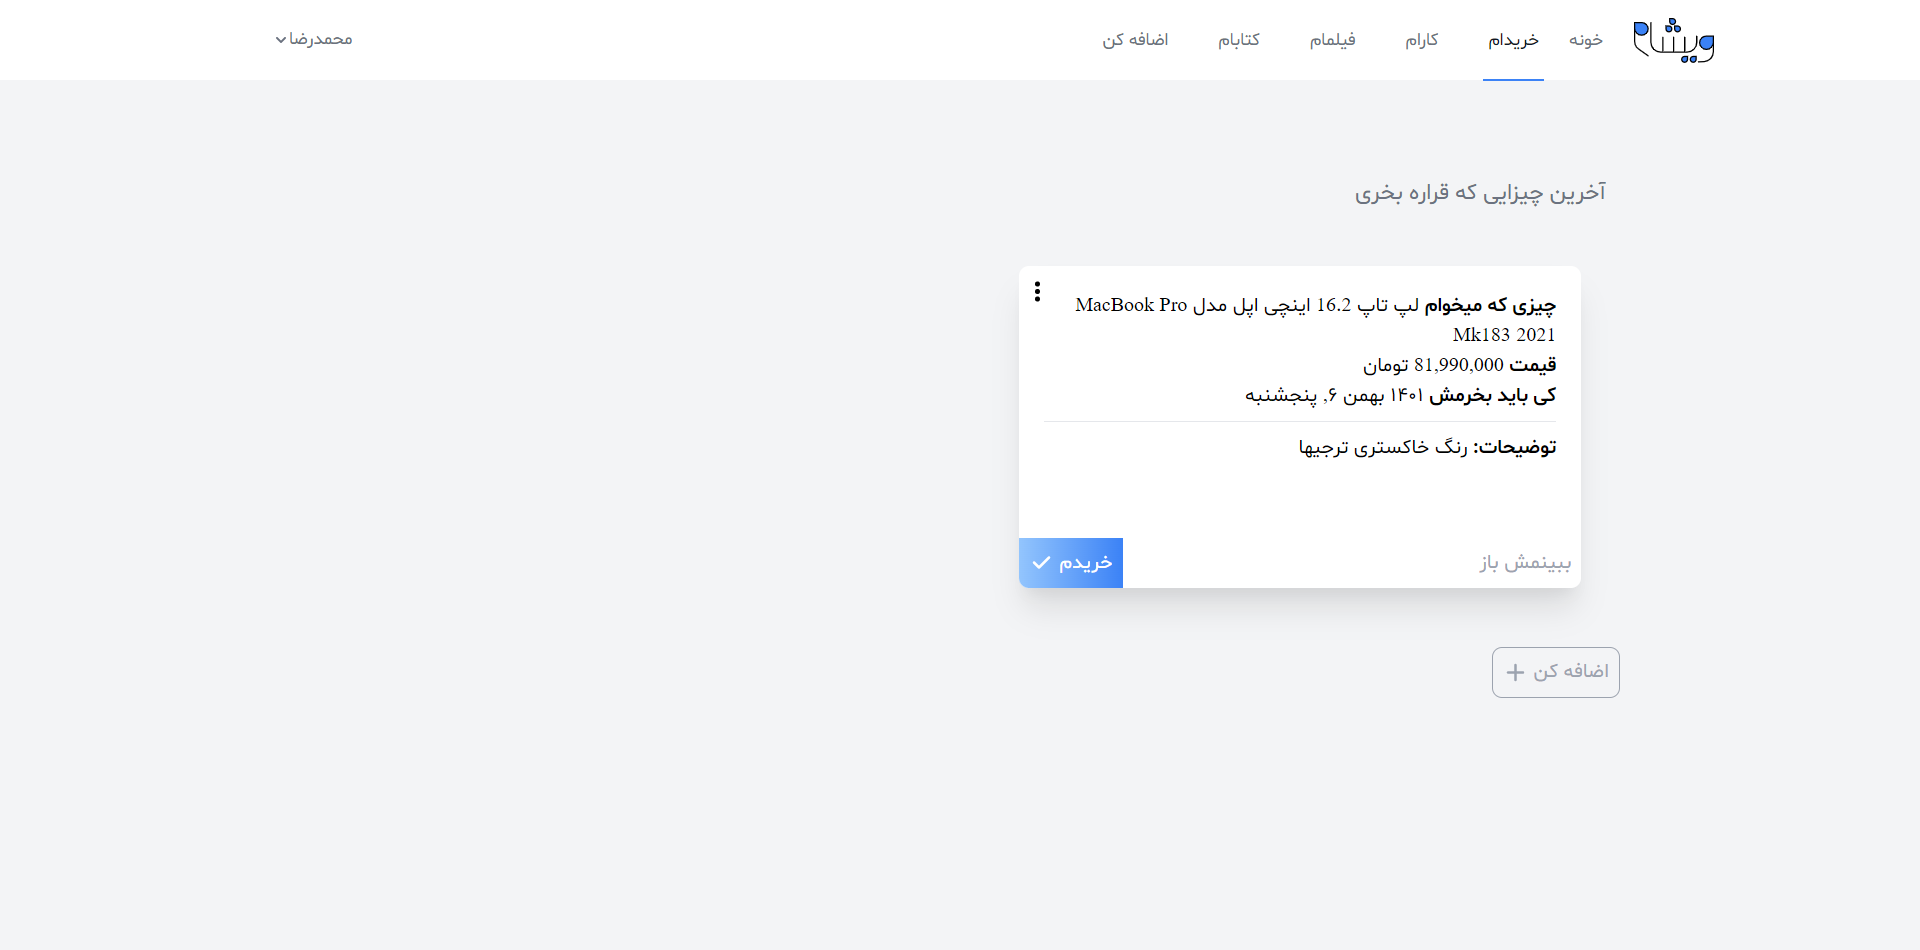 ویشام
خونه
خریدام
کارام
فیلمام
کتابام
اضافه کن
محمدرضا
آخرین چیزایی که قراره بخری
چیزی که میخوام لپ تاپ 16.2 اینچی اپل مدل MacBook Pro
Mk183 2021
قیمت 81,990,000 تومان
کی باید بخرمش ۱۴۰۱ بهمن ۶, پنجشنبه
توضیحات: رنگ خاکستری ترجیها
ببینمش باز
خریدم
اضافه کن